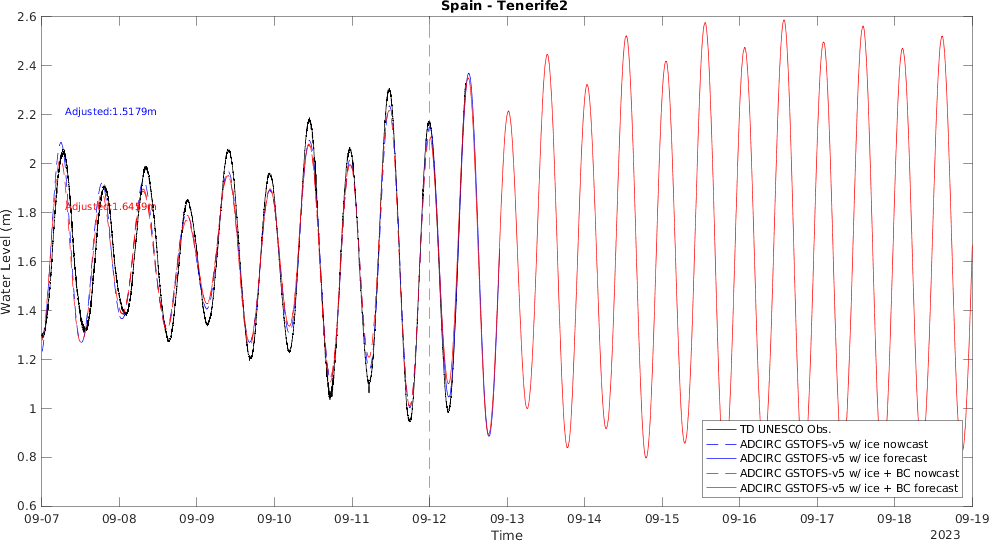 Spain - Tenerife2
2.6
2.4
2.2
2
1.8
1.6
1.4
1.2
1
0.8
0.6
Water Level (m)
Adjusted:1.5179m
Adjusted:1.6459m
TD UNESCO Obs.
ADCIRC GSTOFS-v5 w/ ice nowcast
ADCIRC GSTOFS-v5 w/ ice forecast
ADCIRC GSTOFS-v5 w/ ice + BC nowcast
ADCIRC GSTOFS-v5 w/ ice + BC forecast
09-07 09-08 09-09 09-10 09-11 09-12 09-13 09-14 09-15 09-16 09-17 09-18 09-19
Time
2023